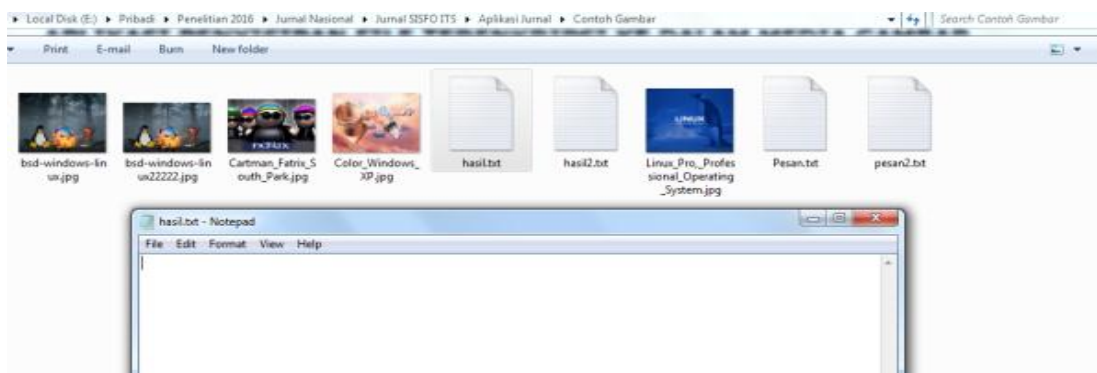 ▸ Local Disk (E:) ▸ Pribadi ▸ Penelitian 2016 ▸ Jurnal Nasional ▸ Jurnal SISFO ITS ▸ Aplikasi Jurnal ▸ Contoh Gambar
Search Contoh Gambar
Print E-mail Burn New folder
bsd-windows-lin
ux.jpg
bsd-windows-lin
ux22222.jpg
Cartman_Fatrix_S
outh_Park.jpg
Color_Windows_
XP.jpg
hasil.txt
hasil2.txt
LINUX
Linux_Pro,_Profes
sional_Operating
_System.jpg
Pesan.txt
pesan2.txt
hasil.txt - Notepad
File Edit Format View Help